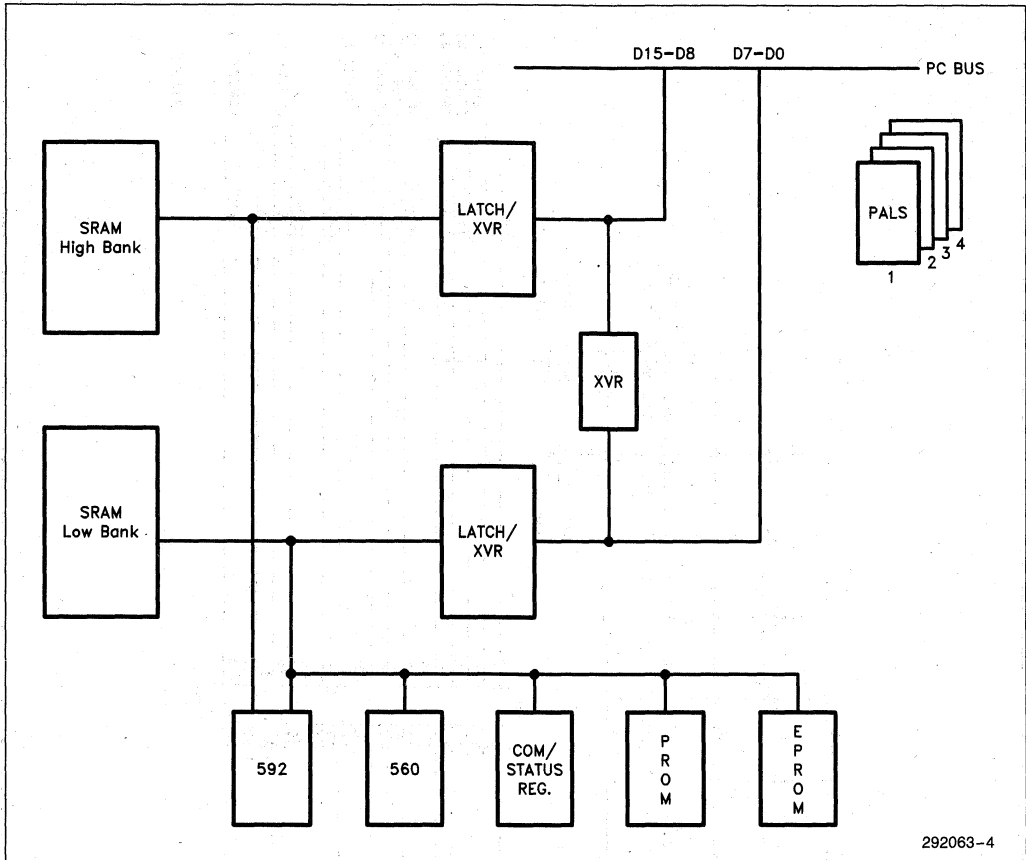 D15-D8 D7-D0
PC BUS
SRAM
High Bank
LATCH/
XVR
PALS
1
2
3
4
XVR
SRAM
Low Bank
LATCH/
XVR
592
560
COM/
STATUS
REG.
P
R
O
M
E
P
R
O
M
292063-4